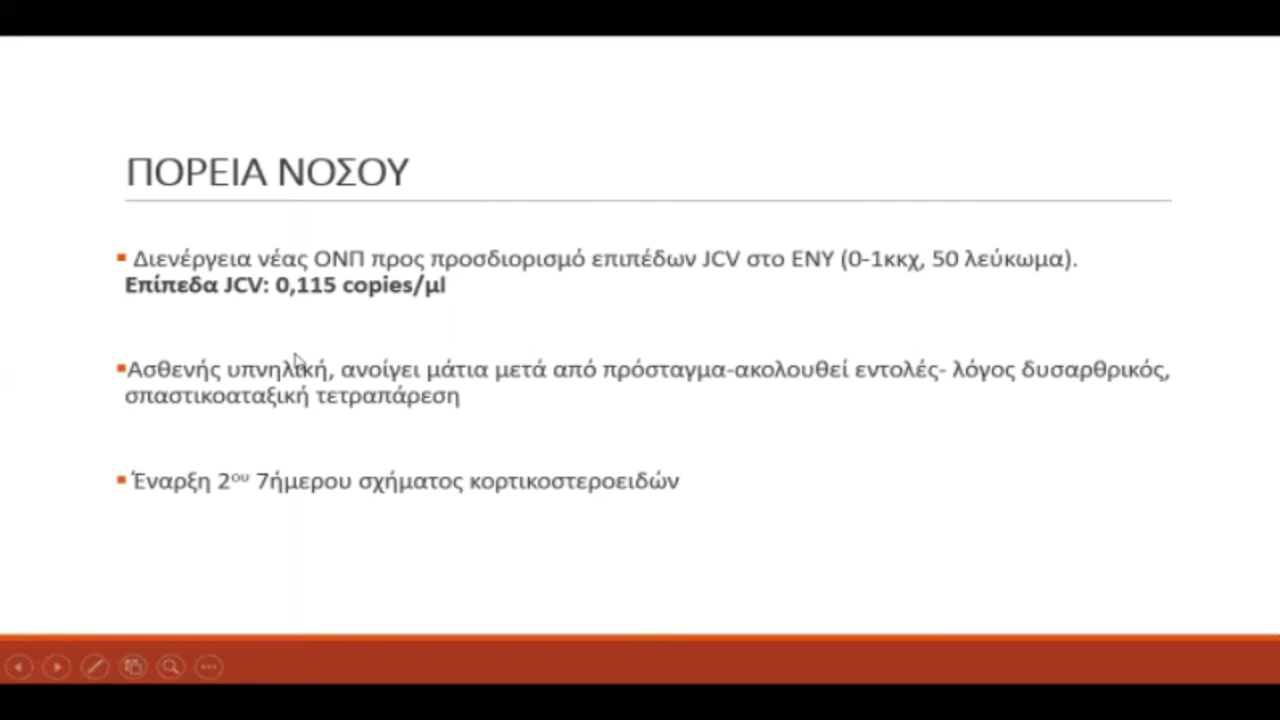 ΠΟΡΕΙΑ ΝΟΣΟΥ
▪ Διενέργεια νέας ΟΝΠ προς προσδιορισμό επιπέδων JCV στο ΕΝΥ (0-1κκχ, 50 λεύκωμα).
Επίπεδα JCV: 0,115 copies/μl
▪Ασθενής υπνηλική, ανοίγει μάτια μετά από πρόσταγμα-ακολουθεί εντολές- λόγος δυσαρθρικός,
σπαστικοαταξική τετραπάρεση
▪ Έναρξη 2ου 7ήμερου σχήματος κορτικοστεροειδών